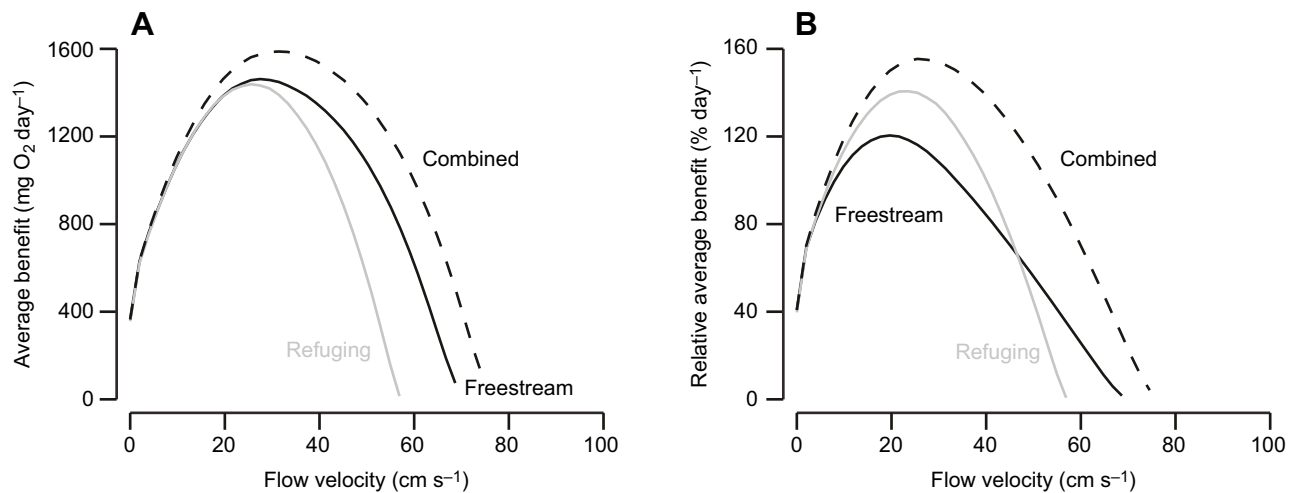 A
Average benefit (mg O2 day–1)
1600
1200
800
400
0
Combined
Refuging
Freestream
0 20 40 60 80 100
Flow velocity (cm s–1)
B
Relative average benefit (% day–1)
160
120
80
40
0
Combined
Freestream
Refuging
0 20 40 60 80 100
Flow velocity (cm s–1)